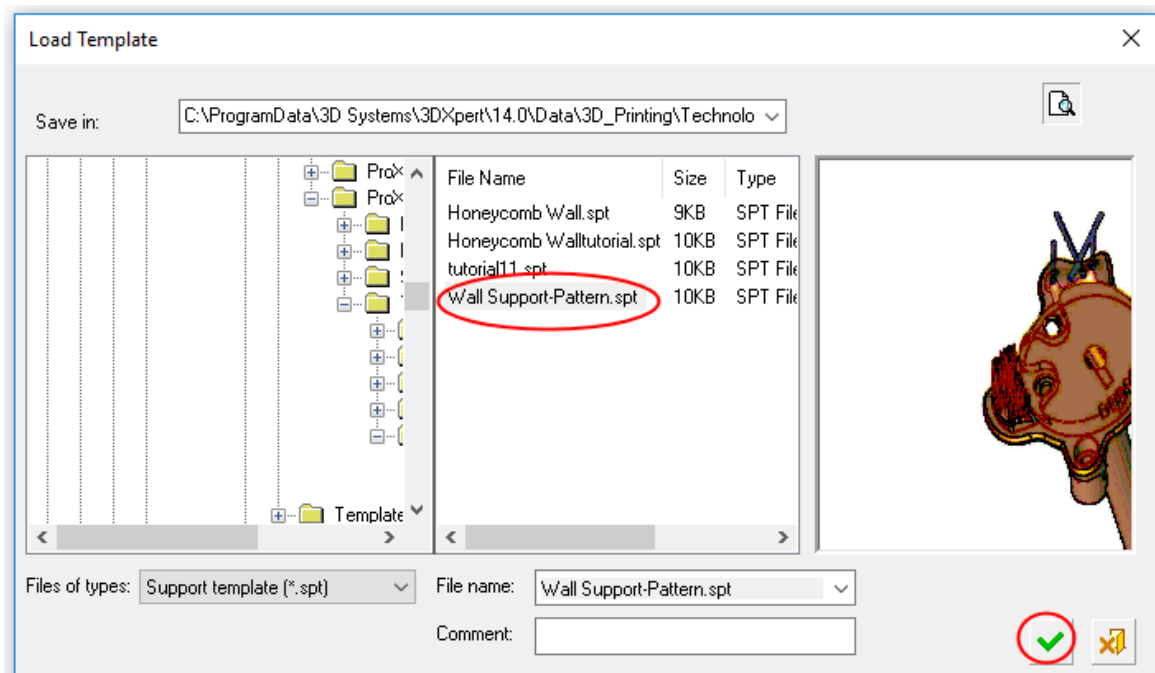 Load Template
Save in:
C:\ProgramData\3D Systems\3DXpert\14.0\Data\3D_Printing\Technolo
ProX
ProX
Template
File Name Size Type
Honeycomb Wall.spt 9KB SPT File
Honeycomb Walltutorial.spt 10KB SPT File
tutorial11.spt 10KB SPT File
Wall Support-Pattern.spt 10KB SPT File
Files of types: Support template (*.spt)
File name: Wall Support-Pattern.spt
Comment: